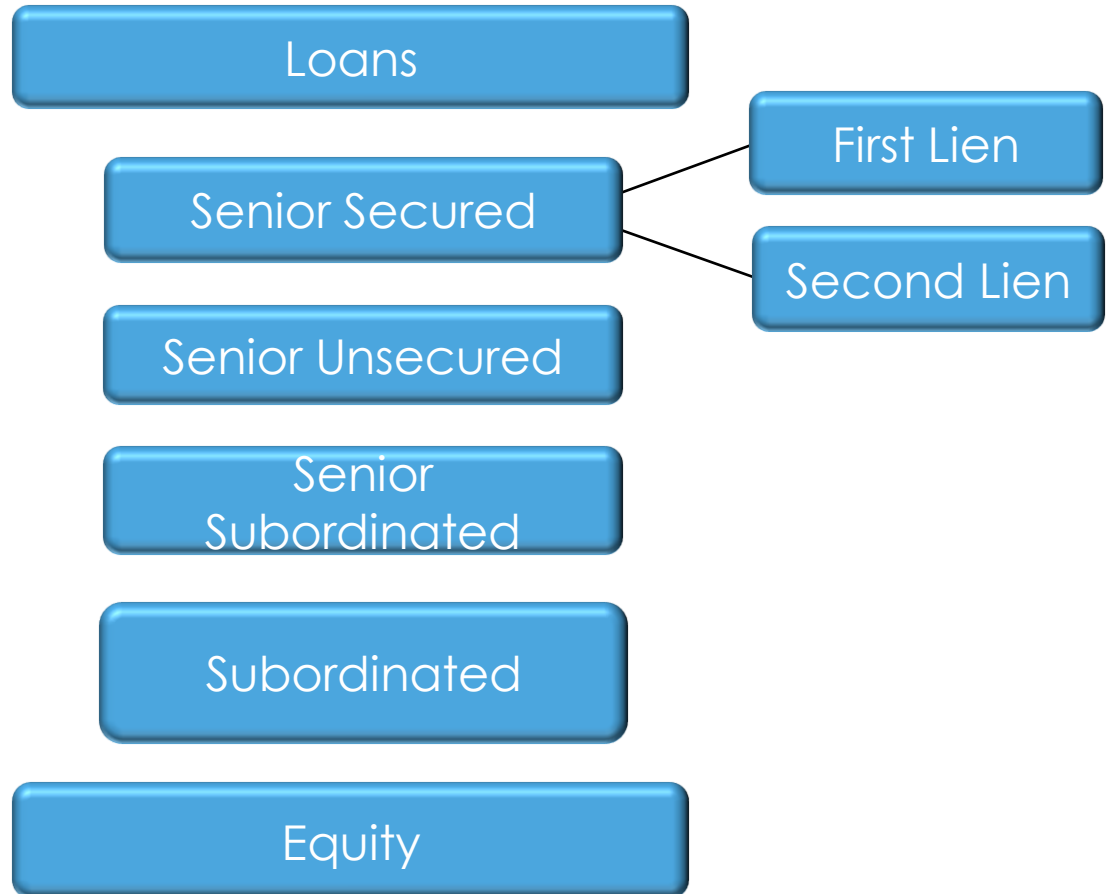 Loans
First Lien
Senior Secured
Second Lien
Senior Unsecured
Senior
Subordinated
Subordinated
Equity